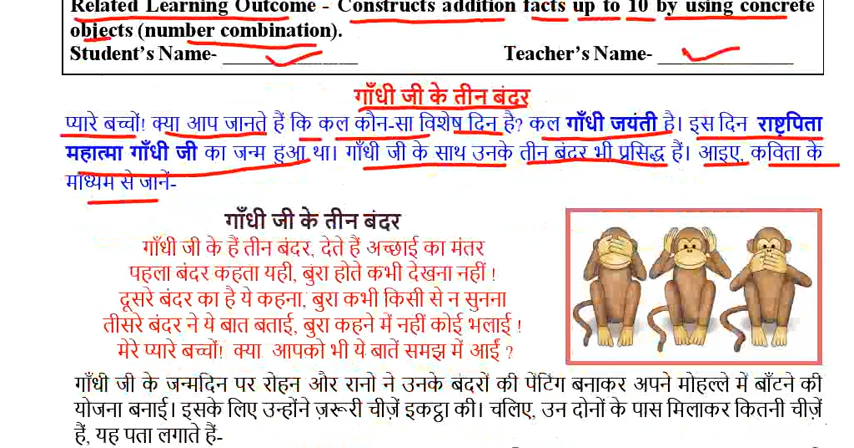 Related Learning Outcome - Constructs addition facts up to 10 by using concrete
objects (number combination).
Student's Name- ______________ Teacher's Name- ______________
गाँधी जी के तीन बंदर
प्यारे बच्चों! क्या आप जानते हैं कि कल कौन-सा विशेष दिन है? कल गाँधी जयंती है। इस दिन राष्ट्रपिता
महात्मा गाँधी जी का जन्म हुआ था। गाँधी जी के साथ उनके तीन बंदर भी प्रसिद्ध हैं। आइए, कविता के
माध्यम से जानें-
गाँधी जी के तीन बंदर
गाँधी जी के हैं तीन बंदर, देते हैं अच्छाई का मंतर
पहला बंदर कहता यही, बुरा होते कभी देखना नहीं !
दूसरे बंदर का है ये कहना, बुरा कभी किसी से न सुनना
तीसरे बंदर ने ये बात बताई, बुरा कहने में नहीं कोई भलाई !
मेरे प्यारे बच्चों! क्या आपको भी ये बातें समझ में आईं ?
गाँधी जी के जन्मदिन पर रोहन और रानो ने उनके बंदरों की पेंटिंग बनाकर अपने मोहल्ले में बाँटने की
योजना बनाई। इसके लिए उन्होंने ज़रूरी चीज़ें इकट्ठा की। चलिए, उन दोनों के पास मिलाकर कितनी चीज़ें
हैं, यह पता लगाते हैं-